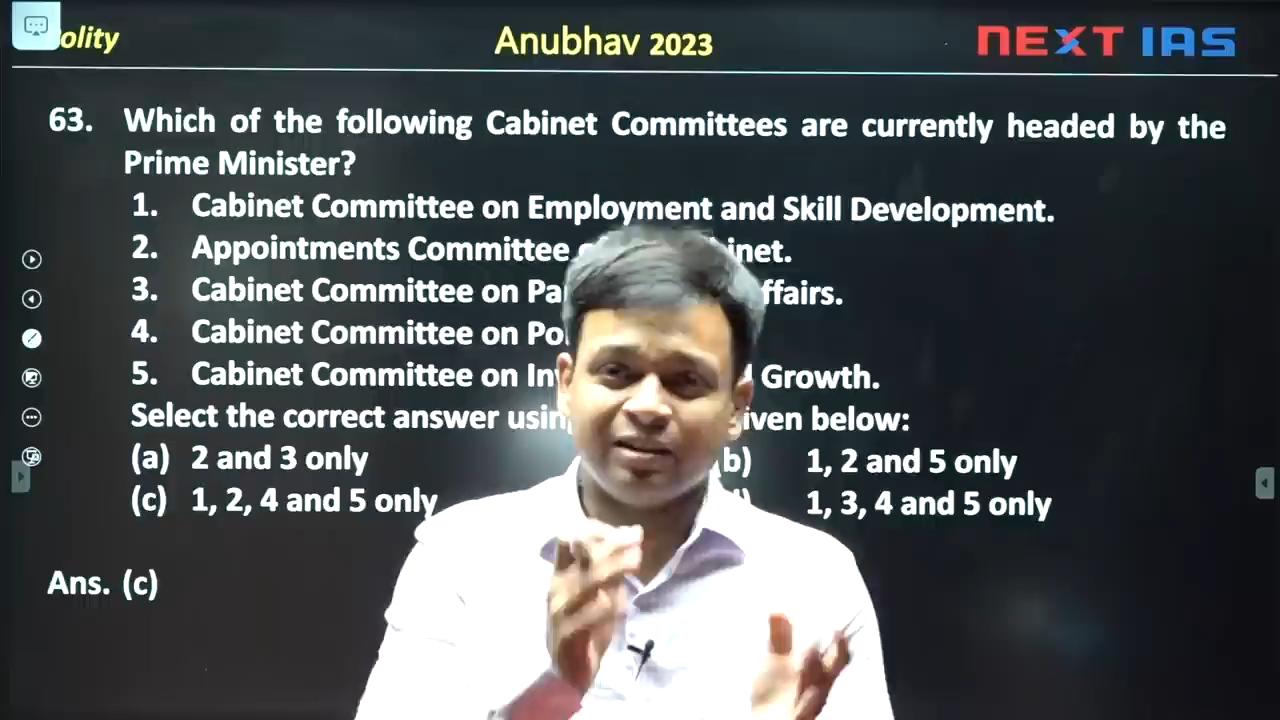 olity
Anubhav 2023
NEXT IAS
63. Which of the following Cabinet Committees are currently headed by the
Prime Minister?
1. Cabinet Committee on Employment and Skill Development.
2. Appointments Committee inet.
3. Cabinet Committee on Pa ffairs.
4. Cabinet Committee on Po
5. Cabinet Committee on In Growth.
Select the correct answer usin iven below:
(a) 2 and 3 only b) 1, 2 and 5 only
(c) 1, 2, 4 and 5 only ) 1, 3, 4 and 5 only
Ans. (c)